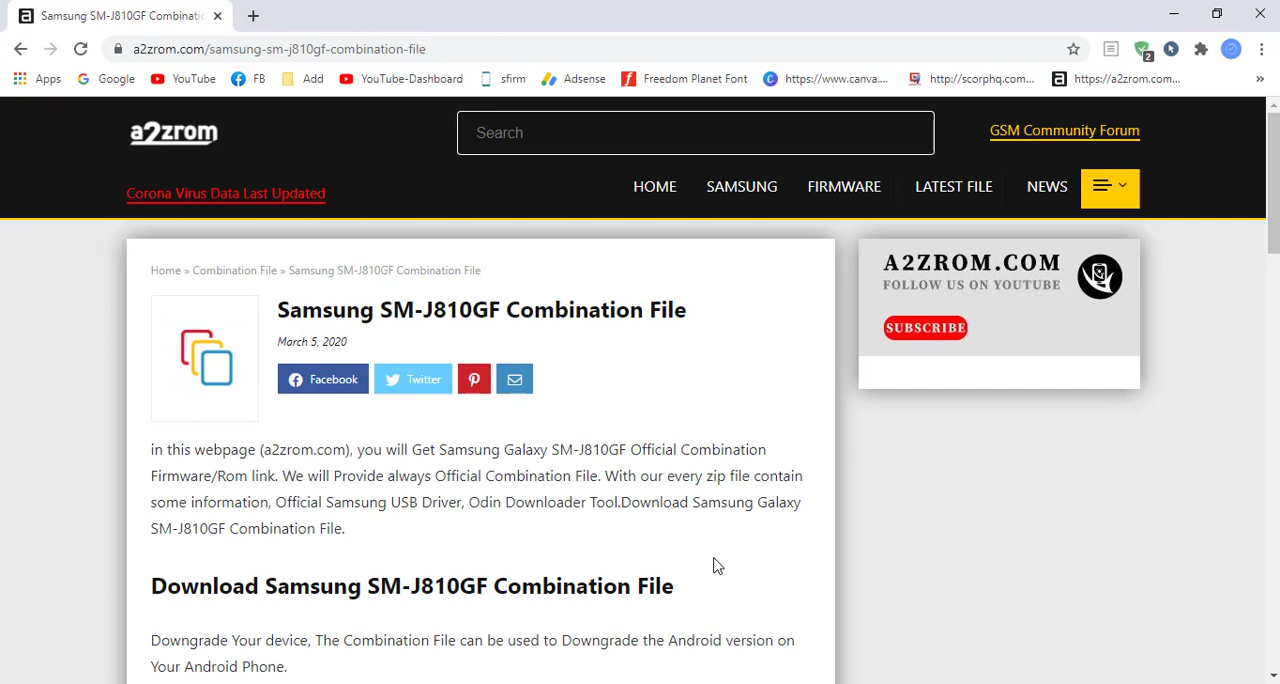 Samsung SM-J810GF Combinatio
a2zrom.com/samsung-sm-j810gf-combination-file
2
Apps Google YouTube FB Add YouTube-Dashboard sfirm Adsense Freedom Planet Font https://www.canva.... http://scorphq.com... https://a2zrom.com... »
a2zrom
Search
GSM Community Forum
Corona Virus Data Last Updated
HOME SAMSUNG FIRMWARE LATEST FILE NEWS
Home » Combination File » Samsung SM-J810GF Combination File
Samsung SM-J810GF Combination File
March 5, 2020
Facebook Twitter
in this webpage (a2zrom.com), you will Get Samsung Galaxy SM-J810GF Official Combination
Firmware/Rom link. We will Provide always Official Combination File. With our every zip file contain
some information, Official Samsung USB Driver, Odin Downloader Tool.Download Samsung Galaxy
SM-J810GF Combination File.
Download Samsung SM-J810GF Combination File
Downgrade Your device, The Combination File can be used to Downgrade the Android version on
Your Android Phone.
A2ZROM.COM
FOLLOW US ON YOUTUBE
SUBSCRIBE